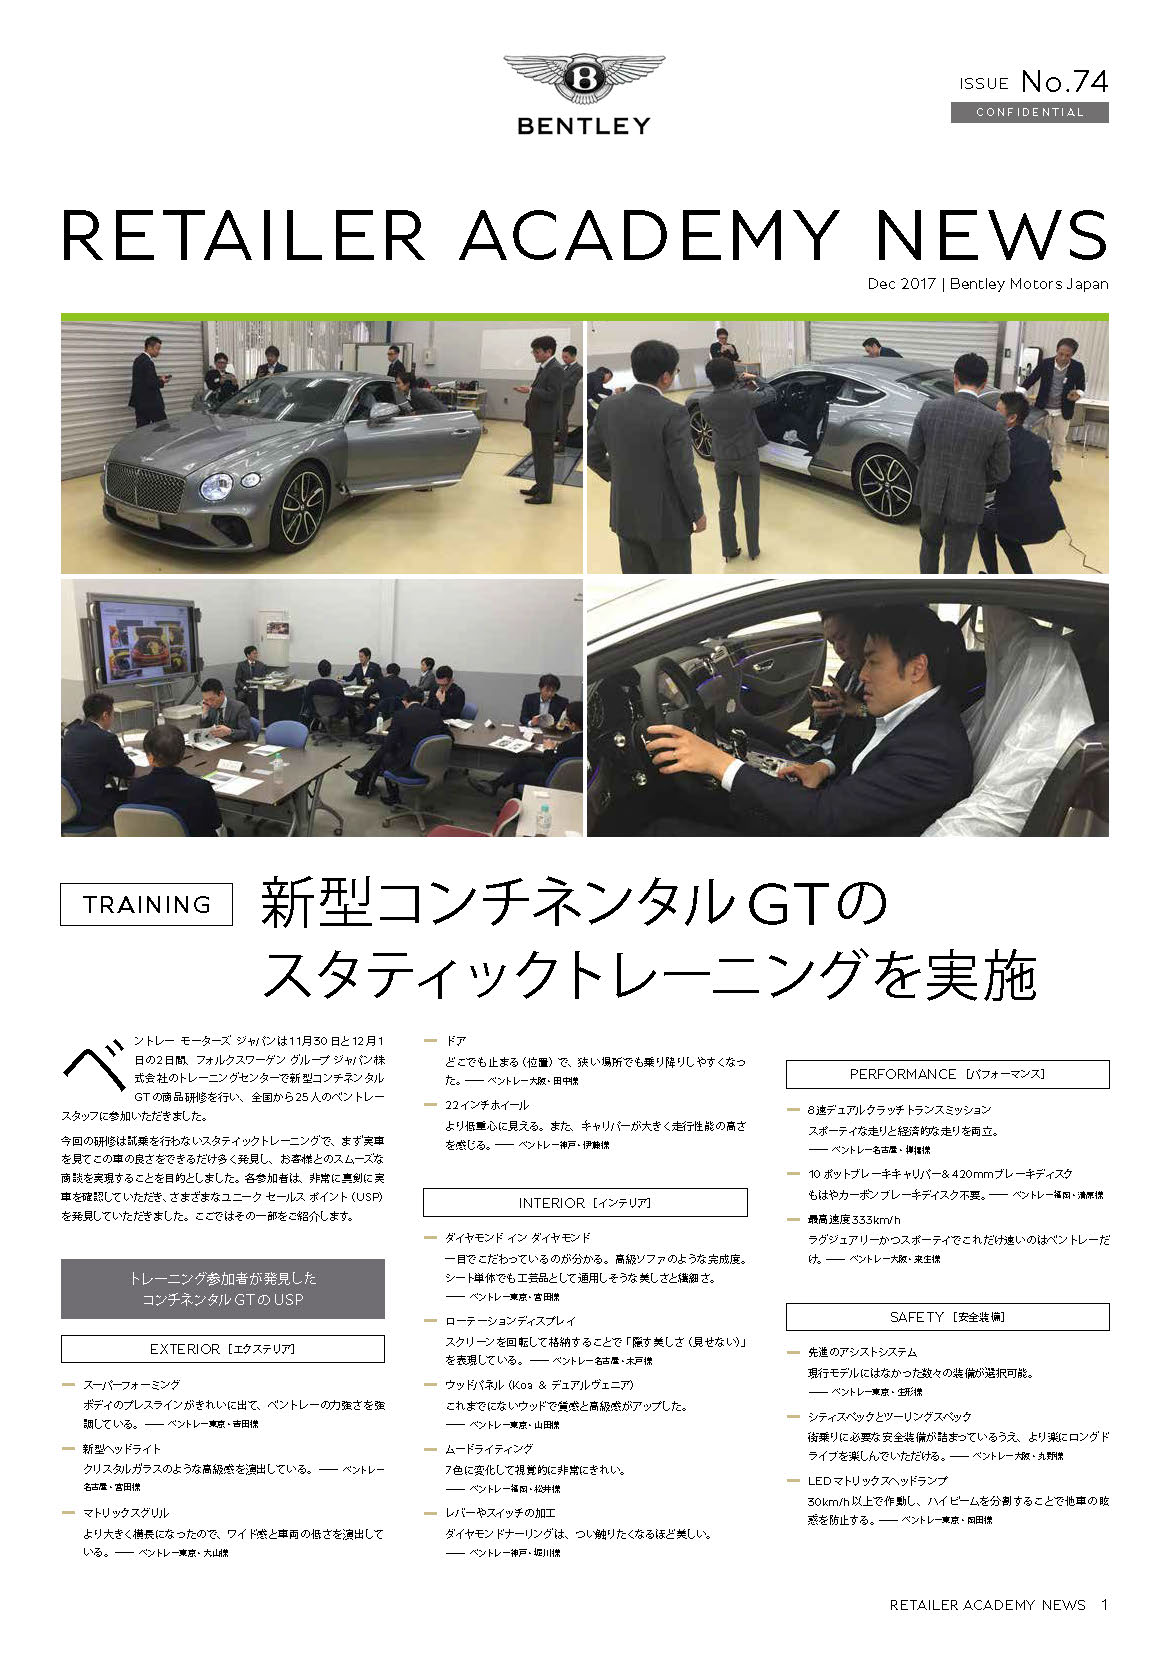 BENTLEY
ISSUE No.74
CONFIDENTIAL
RETAILER ACADEMY NEWS
Dec 2017 | Bentley Motors Japan
TRAINING
新型コンチネンタル GTの
スタティックトレーニングを実施
ベントレー モーターズ ジャパンは11月30日と12月1
日の2日間、フォルクスワーゲン グループ ジャパン株
式会社のトレーニングセンターで新型コンチネンタル
GTの商品研修を行い、全国から25人のベントレー
スタッフに参加いただきました。
今回の研修は試乗を行わないスタティックトレーニングで、まず実車
を見てこの車の良さをできるだけ多く発見し、お客様とのスムーズな
商談を実現することを目的としました。各参加者は、非常に真剣に実
車を確認していただき、さまざまなユニーク セールス ポイント（USP）
を発見していただきました。ここではその一部をご紹介します。
トレーニング参加者が発見した
コンチネンタル GTの USP
EXTERIOR［エクステリア］
スーパーフォーミング
ボディのプレスラインがきれいに出て、ベントレーの力強さを強
調している。―― ベントレー東京・吉田様
新型ヘッドライト
クリスタルガラスのような高級感を演出している。―― ベントレー
名古屋・宮田様
マトリックスグリル
より大きく横長になったので、ワイド感と車両の低さを演出して
いる。―― ベントレー東京・大山様
ドア
どこでも止まる（位置）で、狭い場所でも乗り降りしやすくなっ
た。―― ベントレー大阪・田中様
22インチホイール
より低重心に見える。また、キャリパーが大きく走行性能の高さ
を感じる。―― ベントレー神戸・伊藤様
INTERIOR［インテリア］
ダイヤモンド イン ダイヤモンド
一目でこだわっているのが分かる。高級ソファのような完成度。
シート単体でも工芸品として通用しそうな美しさと繊細さ。
―― ベントレー東京・宮田様
ローテーションディスプレイ
スクリーンを回転して格納することで「隠す美しさ（見せない）」
を表現している。―― ベントレー名古屋・木戸様
ウッドパネル（Koa & デュアルヴェニア）
これまでにないウッドで質感と高級感がアップした。
―― ベントレー東京・山田様
ムードライティング
7色に変化して視覚的に非常にきれい。
―― ベントレー福岡・松井様
レバーやスイッチの加工
ダイヤモンドナーリングは、つい触りたくなるほど美しい。
―― ベントレー神戸・堀川様
PERFORMANCE［パフォーマンス］
8速デュアルクラッチトランスミッション
スポーティな走りと経済的な走りを両立。
―― ベントレー名古屋・棚橋様
10 ポットブレーキキャリパー& 420mmブレーキディスク
もはやカーボンブレーキディスク不要。―― ベントレー福岡・清原様
最高速度333km/h
ラグジュアリーかつスポーティでこれだけ速いのはベントレーだ
け。―― ベントレー大阪・来生様
SAFETY［安全装備］
先進のアシストシステム
現行モデルにはなかった数々の装備が選択可能。
―― ベントレー東京・生形様
シティスペックとツーリングスペック
街乗りに必要な安全装備が詰まっているうえ、より楽にロングド
ライブを楽しんでいただける。―― ベントレー大阪・丸野様
LEDマトリックスヘッドランプ
30km/h以上で作動し、ハイビームを分割することで他車の眩
惑を防止する。―― ベントレー東京・岡田様
RETAILER ACADEMY NEWS 1